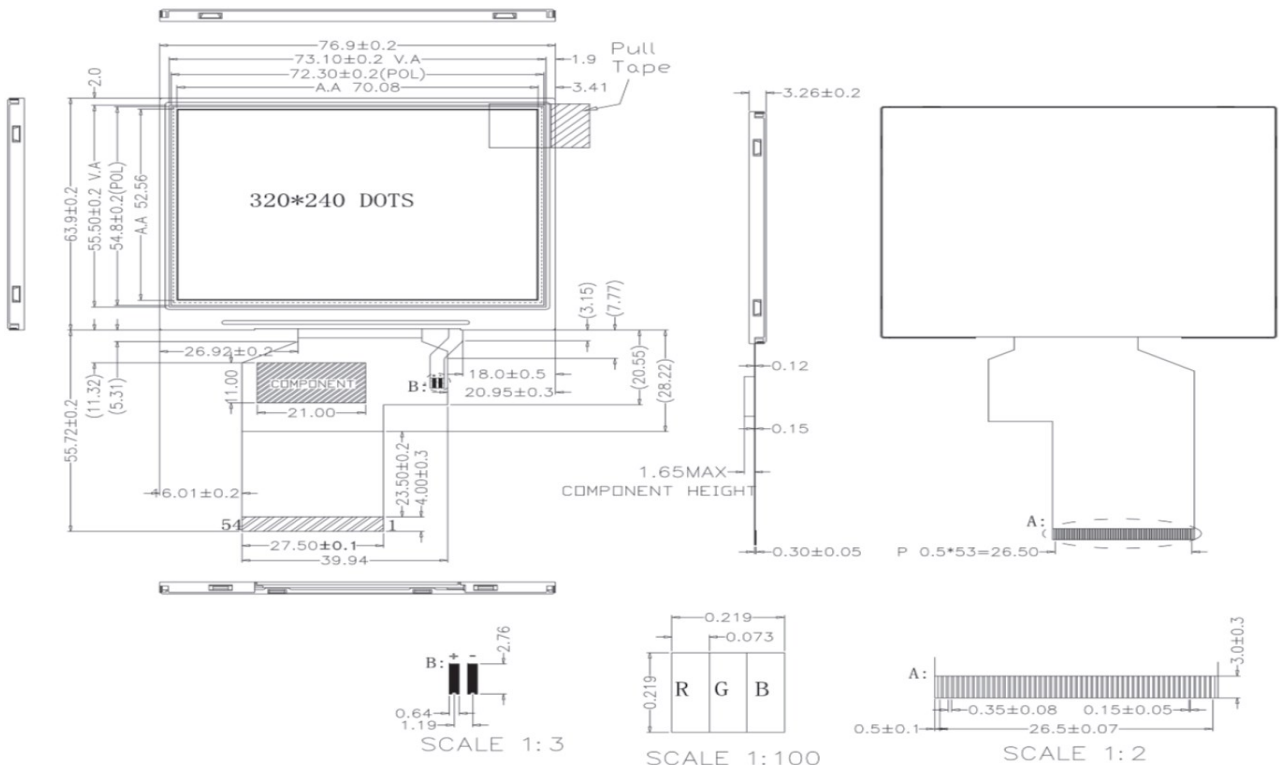 76.9±0.2
73.10±0.2 V.A
1.9
72.30±0.2(POL)
A.A 70.08
3.41
Pull
Tape
2.0
63.9±0.2
55.50±0.2 V.A
54.8±0.2(POL)
A.A 52.56
320*240 DOTS
3.26±0.2
(3.15)
(7.77)
26.92±0.2
(11.32)
(5.31)
11.00
COMPONENT
21.00
B:
18.0±0.5
20.95±0.3
(20.55)
(28.22)
0.12
0.15
55.72±0.2
23.50±0.2
4.00±0.3
1.65MAX
COMPONENT HEIGHT
46.01±0.2
54
1
27.50±0.1
39.94
0.30±0.05
A:
P 0.5*53=26.50
B:
+ -
2.76
0.64
1.19
SCALE 1:3
0.219
0.073
0.219
R G B
SCALE 1:100
A:
3.0±0.3
0.35±0.08
0.15±0.05
0.5±0.1
26.5±0.07
SCALE 1:2